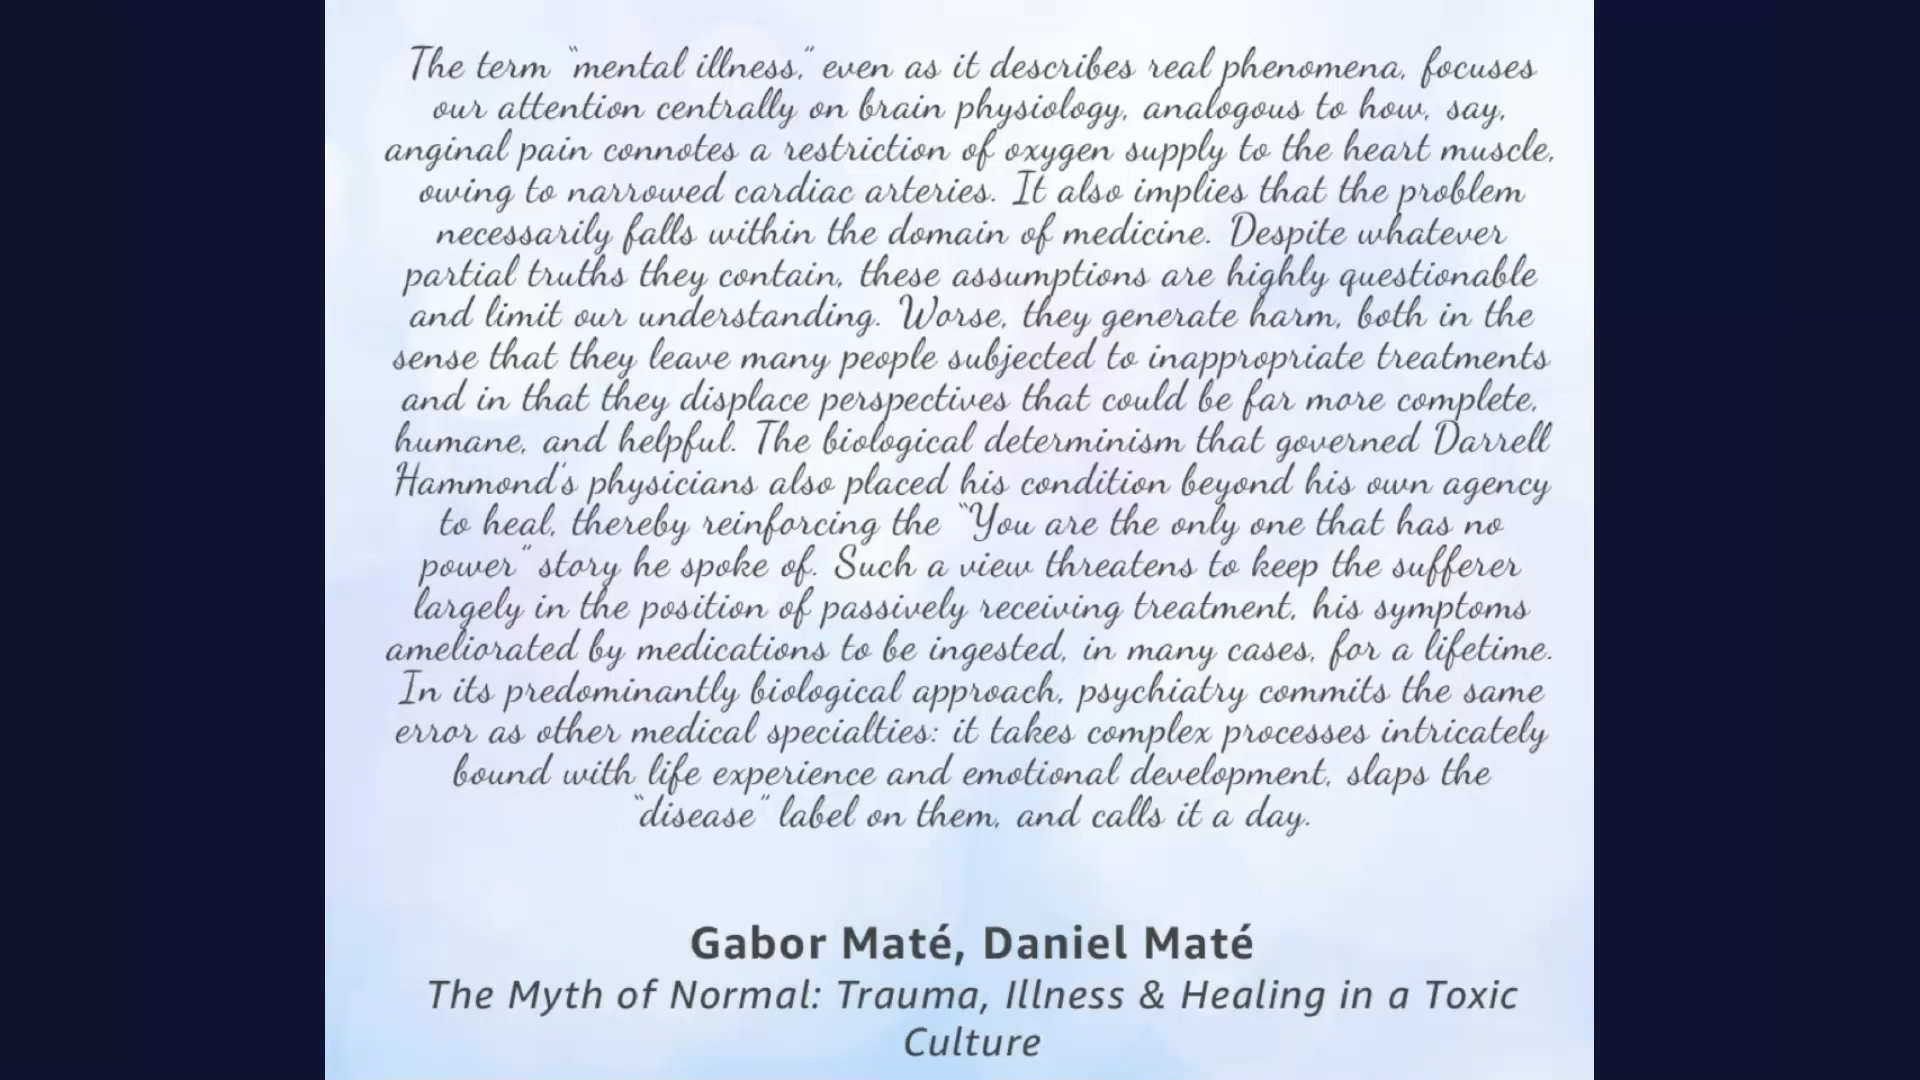 The term “mental illness,” even as it describes real phenomena, focuses
our attention centrally on brain physiology, analogous to how, say,
anginal pain connotes a restriction of oxygen supply to the heart muscle,
owing to narrowed cardiac arteries. It also implies that the problem
necessarily falls within the domain of medicine. Despite whatever
partial truths they contain, these assumptions are highly questionable
and limit our understanding. Worse, they generate harm, both in the
sense that they leave many people subjected to inappropriate treatments
and in that they displace perspectives that could be far more complete,
humane, and helpful. The biological determinism that governed Darrell
Hammond's physicians also placed his condition beyond his own agency
to heal, thereby reinforcing the “You are the only one that has no
power” story he spoke of. Such a view threatens to keep the sufferer
largely in the position of passively receiving treatment, his symptoms
ameliorated by medications to be ingested, in many cases, for a lifetime.
In its predominantly biological approach, psychiatry commits the same
error as other medical specialties: it takes complex processes intricately
bound with life experience and emotional development, slaps the
“disease” label on them, and calls it a day.
Gabor Maté, Daniel Maté
The Myth of Normal: Trauma, Illness & Healing in a Toxic
Culture